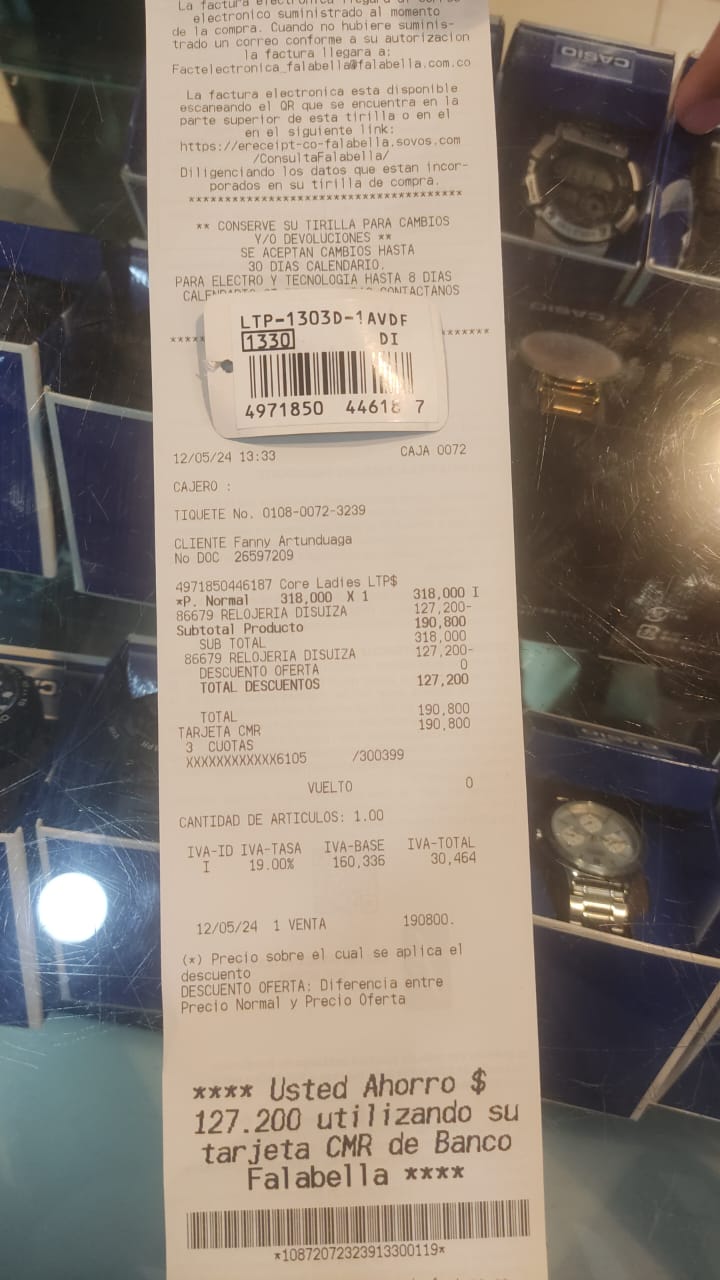 La factura electronica llegara al correo
electronico suministrado al momento
de la compra. Cuando no hubiere suminis-
trado un correo conforme a su autorizacion
la factura llegara a:
Factelectronica_falabella@falabella.com.co
La factura electronica esta disponible
escaneando el QR que se encuentra en la
parte superior de esta tirilla o en el
en el siguiente link:
https://ereceipt-co-falabella.sovos.com
/ConsultaFalabella/
Diligenciando los datos que estan incor-
porados en su tirilla de compra.
***********************************
** CONSERVE SU TIRILLA PARA CAMBIOS
Y/O DEVOLUCIONES **
SE ACEPTAN CAMBIOS HASTA
30 DIAS CALENDARIO.
PARA ELECTRO Y TECNOLOGIA HASTA 8 DIAS
CONTACTANOS
LTP-1303D-1AVDF
1330 DI
4971850 446187
12/05/24 13:33 CAJA 0072
CAJERO :
TIQUETE No. 0108-0072-3239
CLIENTE Fanny Artunduaga
No DOC 26597209
4971850446187 Core Ladies LTP$
*P. Normal 318,000 X 1 318,000 I
86679 RELOJERIA DISUIZA 127,200-
Subtotal Producto 190,800
SUB TOTAL 318,000
86679 RELOJERIA DISUIZA 127,200-
DESCUENTO OFERTA 0
TOTAL DESCUENTOS 127,200
TOTAL 190,800
TARJETA CMR 190,800
3 CUOTAS
XXXXXXXXXXXX6105 /300399
VUELTO 0
CANTIDAD DE ARTICULOS: 1.00
IVA-ID IVA-TASA IVA-BASE IVA-TOTAL
I 19.00% 160,336 30,464
12/05/24 1 VENTA 190800.
(*) Precio sobre el cual se aplica el
descuento
DESCUENTO OFERTA: Diferencia entre
Precio Normal y Precio Oferta
**** Usted Ahorro $
127.200 utilizando su
tarjeta CMR de Banco
Falabella ****
*10872072323913300119*
CASIO